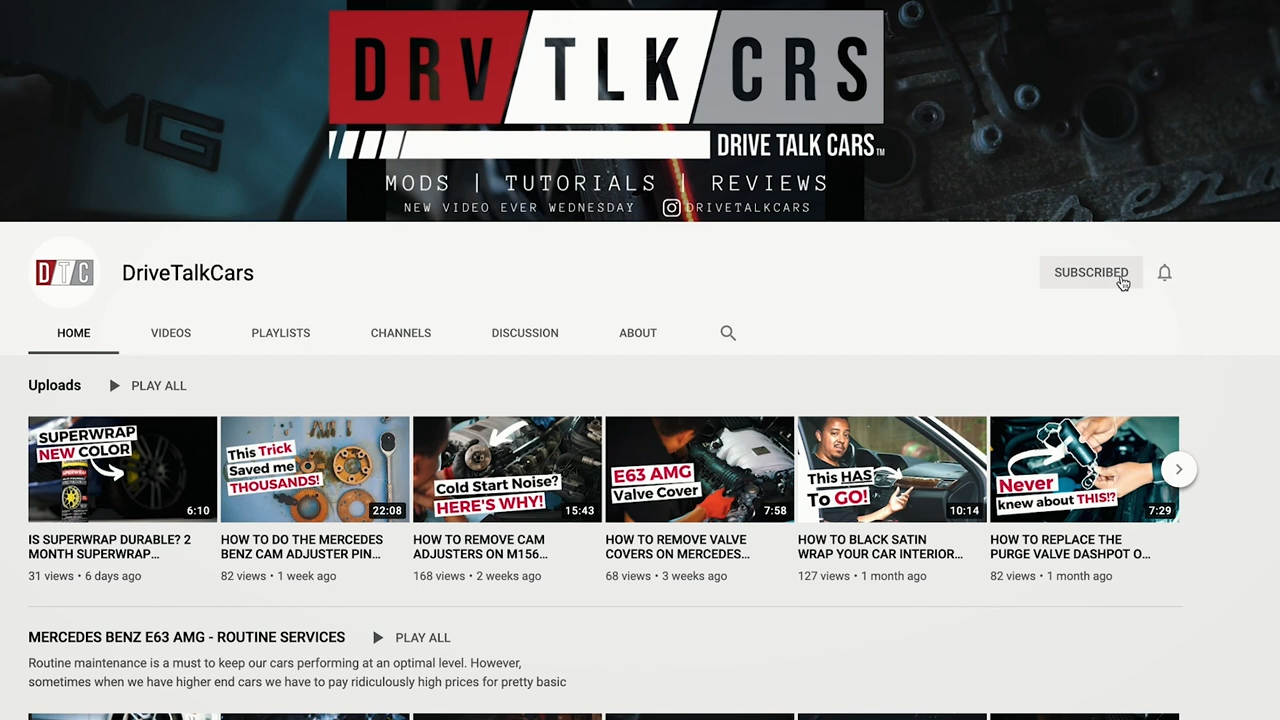 DRV/TLK/CRS
DRIVE TALK CARS™
MODS | TUTORIALS | REVIEWS
NEW VIDEO EVER WEDNESDAY DRIVETALKCARS
MG
DTC
DriveTalkCars
SUBSCRIBED
HOME VIDEOS PLAYLISTS CHANNELS DISCUSSION ABOUT
Uploads PLAY ALL
SUPERWRAP
NEW COLOR
6:10
This Trick
Saved me
THOUSANDS!
22:08
Cold Start Noise?
HERE'S WHY!
15:43
E63 AMG
Valve Cover
7:58
This HAS
To GO!
10:14
Never
knew about THIS!?
7:29
IS SUPERWRAP DURABLE? 2
MONTH SUPERWRAP...
31 views • 6 days ago
HOW TO DO THE MERCEDES
BENZ CAM ADJUSTER PIN...
82 views • 1 week ago
HOW TO REMOVE CAM
ADJUSTERS ON M156...
168 views • 2 weeks ago
HOW TO REMOVE VALVE
COVERS ON MERCEDES...
68 views • 3 weeks ago
HOW TO BLACK SATIN
WRAP YOUR CAR INTERIOR...
127 views • 1 month ago
HOW TO REPLACE THE
PURGE VALVE DASHPOT O...
82 views • 1 month ago
MERCEDES BENZ E63 AMG - ROUTINE SERVICES PLAY ALL
Routine maintenance is a must to keep our cars performing at an optimal level. However,
sometimes when we have higher end cars we have to pay ridiculously high prices for pretty basic